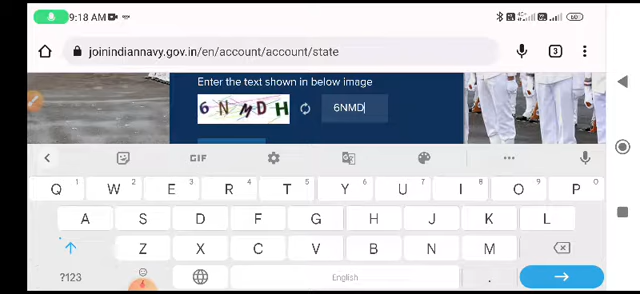 9:18 AM
joinindiannavy.gov.in/en/account/account/state
3
Enter the text shown in below image
6 N M D H
6NMD
GIF
Q 1 W 2 E 3 R 4 T 5 Y 6 U 7 I 8 O 9 P 0
A S D F G H J K L
Z X C V B N M
?123 English .